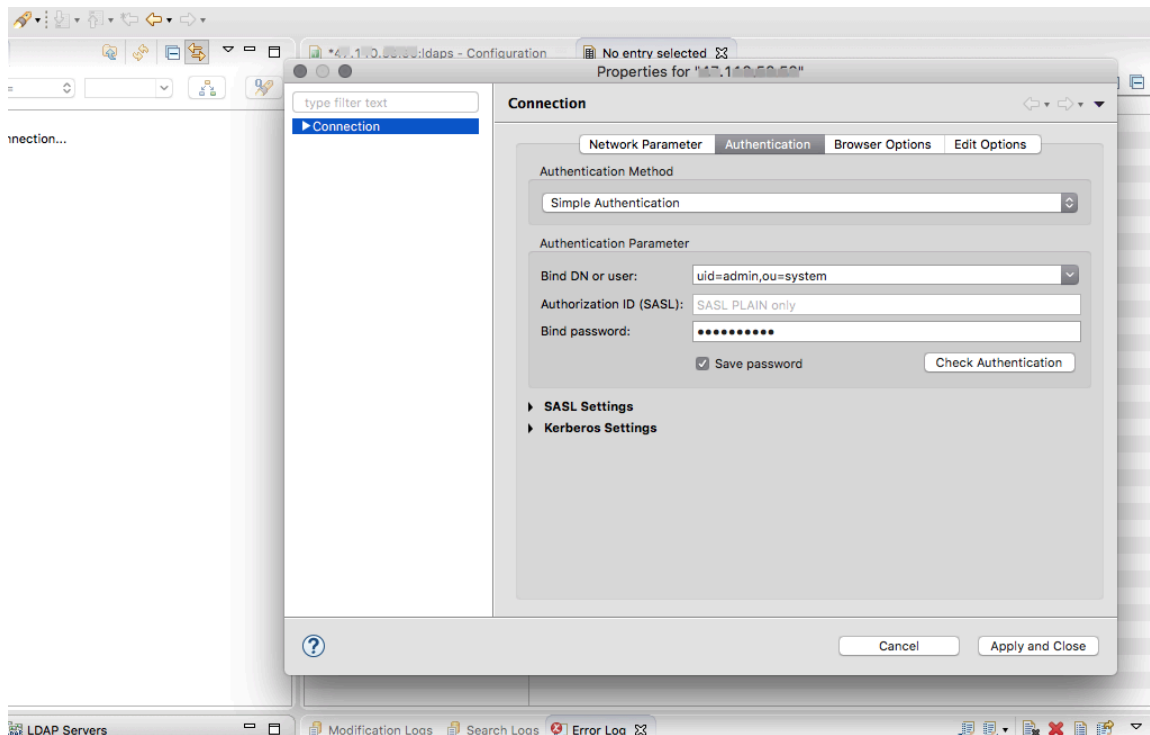 :ldaps - Configuration
No entry selected
Properties for
type filter text
Connection
Connection
nnection...
Network Parameter
Authentication
Browser Options
Edit Options
Authentication Method
Simple Authentication
Authentication Parameter
Bind DN or user:
uid=admin,ou=system
Authorization ID (SASL):
SASL PLAIN only
Bind password:
••••••••••
Save password
Check Authentication
SASL Settings
Kerberos Settings
?
Cancel
Apply and Close
LDAP Servers
Modification Logs
Search Logs
Error Log